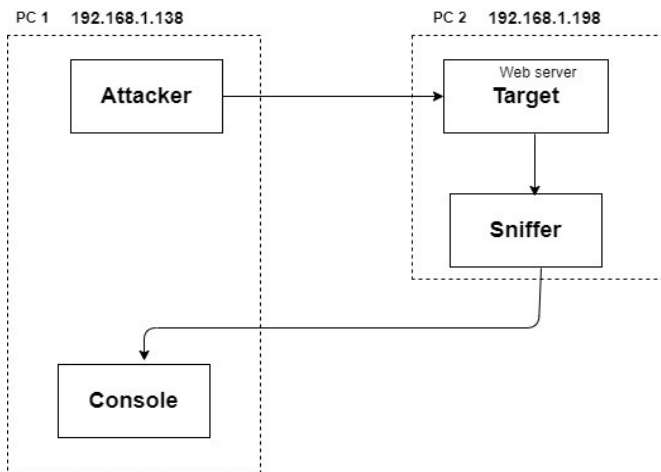 PC 1 192.168.1.138
PC 2 192.168.1.198
Attacker
Web server
Target
Sniffer
Console